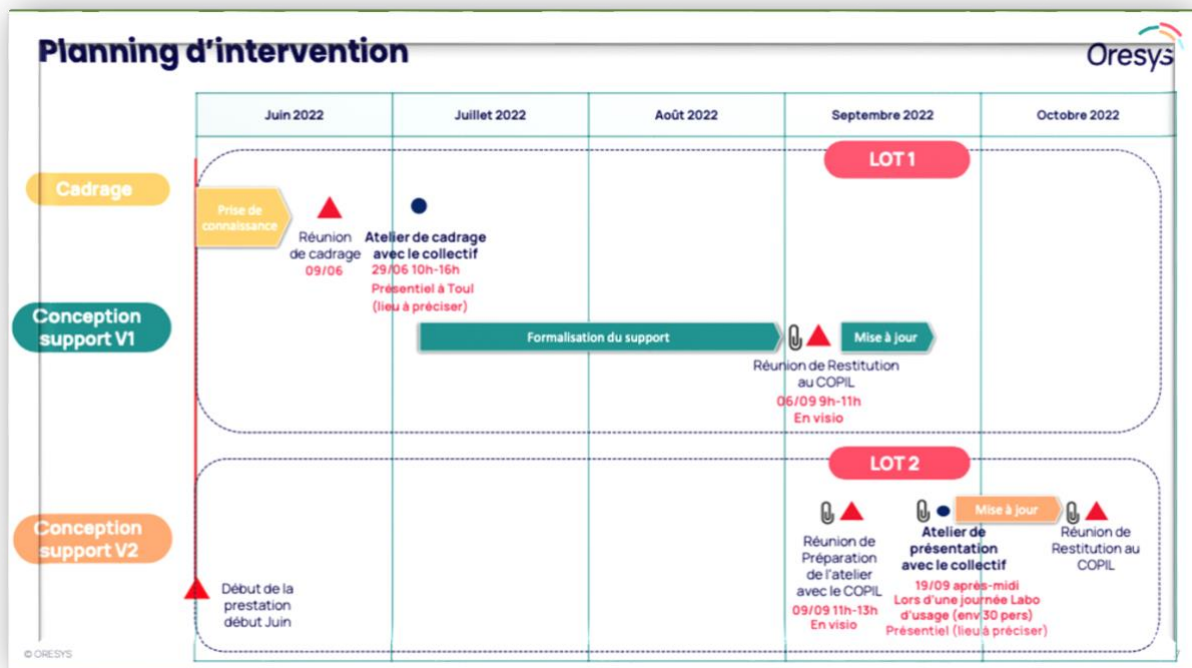 Planning d'intervention
Oresys
Juin 2022
Juillet 2022
Août 2022
Septembre 2022
Octobre 2022
LOT 1
Cadrage
Prise de
connaissance
Réunion
de cadrage
09/06
Atelier de cadrage
avec le collectif
29/06 10h-16h
Présentiel à Toul
(lieu à préciser)
Conception
support V1
Formalisation du support
Mise à jour
Réunion de Restitution
au COPIL
06/09 9h-11h
En visio
LOT 2
Conception
support V2
Mise à jour
Réunion de
Préparation
de l'atelier
avec le COPIL
09/09 11h-13h
En visio
Atelier de
présentation
avec le collectif
19/09 après-midi
Lors d'une journée Labo
d'usage (env 30 pers)
Présentiel (lieu à préciser)
Réunion de
Restitution au
COPIL
Début de la
prestation
début Juin
© ORESYS